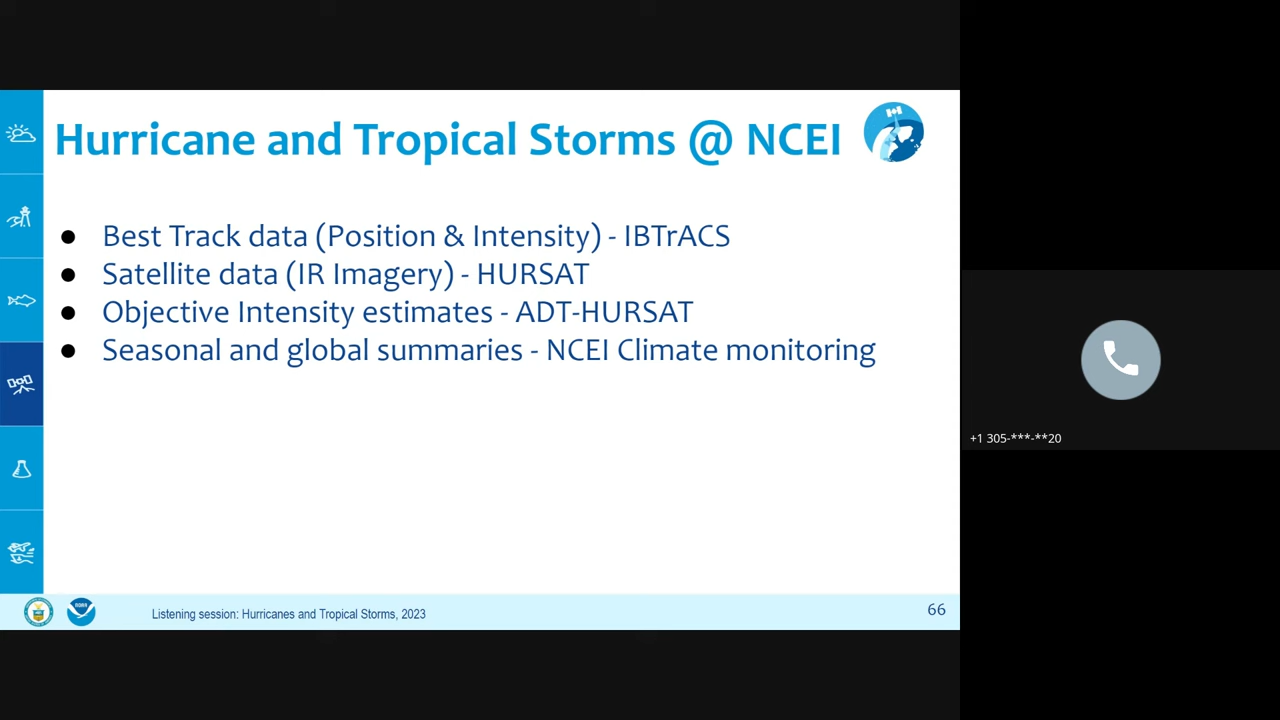 Hurricane and Tropical Storms @ NCEI
● Best Track data (Position & Intensity) - IBTrACS
● Satellite data (IR Imagery) - HURSAT
● Objective Intensity estimates - ADT-HURSAT
● Seasonal and global summaries - NCEI Climate monitoring
+1 305-***-**20
Listening session: Hurricanes and Tropical Storms, 2023
66